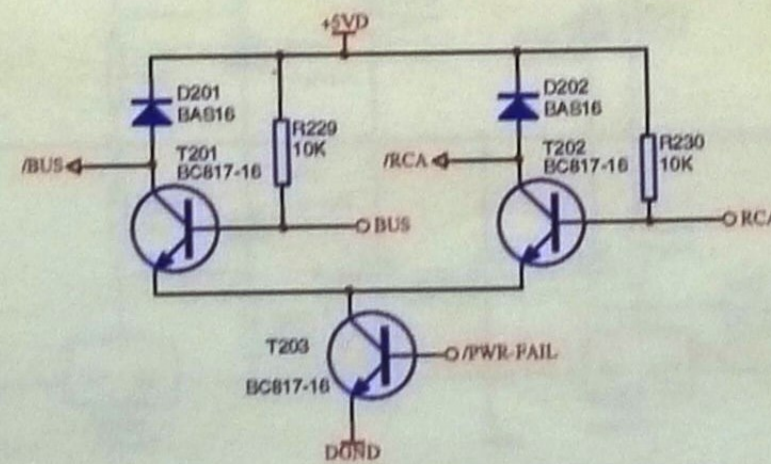 +5VD
D201
BAS16
R229
10K
D202
BAS16
/BUS
T201
BC817-16
/RCA
T202
BC817-16
R230
10K
BUS
RCA
T203
BC817-16
/PWR-FAIL
DGND